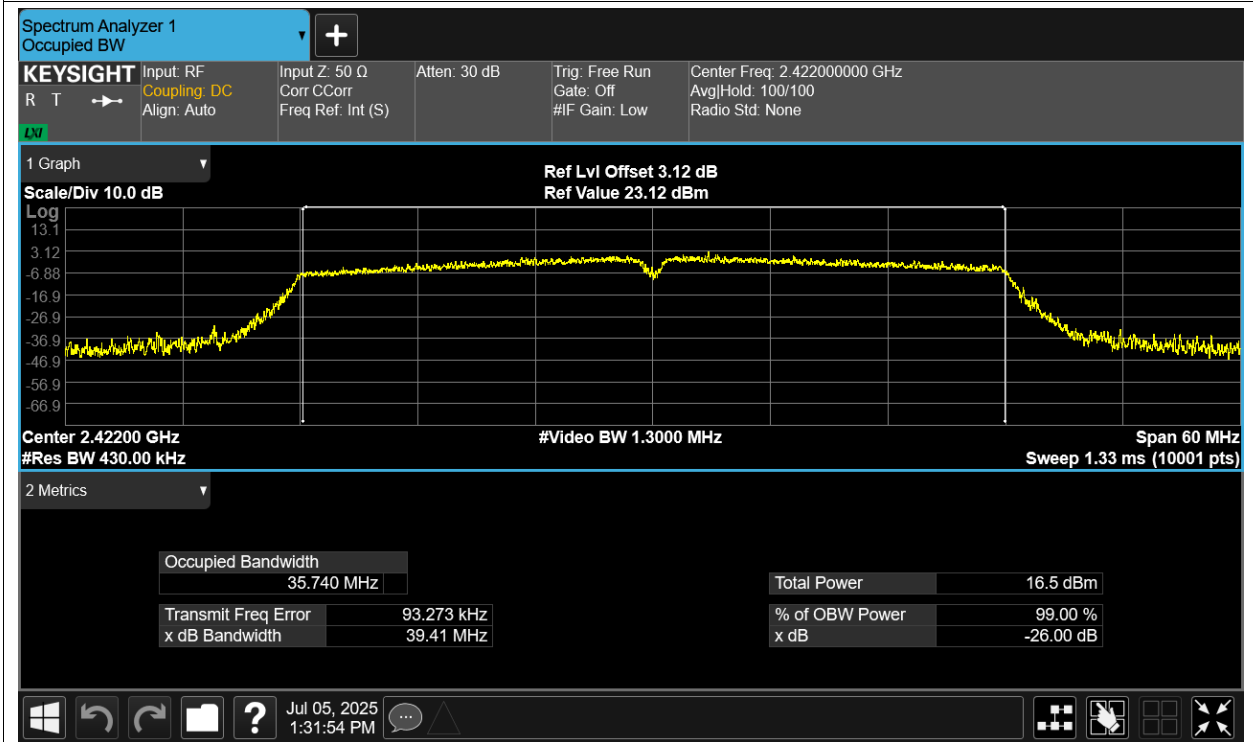 Spectrum Analyzer 1
Occupied BW
KEYSIGHT
R T
LXI
Input: RF
Coupling: DC
Align: Auto
Input Z: 50 Ω
Corr CCorr
Freq Ref: Int (S)
Atten: 30 dB
Trig: Free Run
Gate: Off
#IF Gain: Low
Center Freq: 2.422000000 GHz
Avg|Hold: 100/100
Radio Std: None
1 Graph
Scale/Div 10.0 dB
Ref Lvl Offset 3.12 dB
Ref Value 23.12 dBm
Log
13.1
3.12
-6.88
-16.9
-26.9
-36.9
-46.9
-56.9
-66.9
Center 2.42200 GHz
#Video BW 1.3000 MHz
Span 60 MHz
#Res BW 430.00 kHz
Sweep 1.33 ms (10001 pts)
2 Metrics
Occupied Bandwidth
35.740 MHz
Transmit Freq Error 93.273 kHz
x dB Bandwidth 39.41 MHz
Total Power 16.5 dBm
% of OBW Power 99.00 %
x dB -26.00 dB
?
Jul 05, 2025
1:31:54 PM